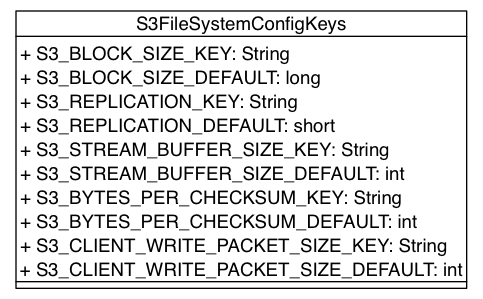 S3FileSystemConfigKeys
+ S3_BLOCK_SIZE_KEY: String
+ S3_BLOCK_SIZE_DEFAULT: long
+ S3_REPLICATION_KEY: String
+ S3_REPLICATION_DEFAULT: short
+ S3_STREAM_BUFFER_SIZE_KEY: String
+ S3_STREAM_BUFFER_SIZE_DEFAULT: int
+ S3_BYTES_PER_CHECKSUM_KEY: String
+ S3_BYTES_PER_CHECKSUM_DEFAULT: int
+ S3_CLIENT_WRITE_PACKET_SIZE_KEY: String
+ S3_CLIENT_WRITE_PACKET_SIZE_DEFAULT: int